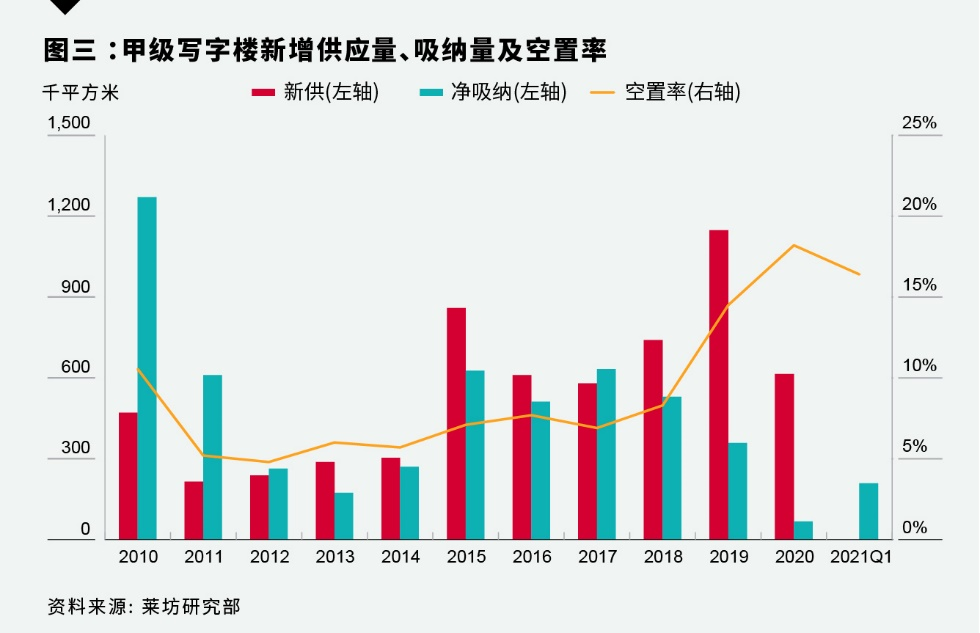 图三 :甲级写字楼新增供应量、吸纳量及空置率
千平方米 新供(左轴) 净吸纳(左轴) 空置率(右轴)
1,500 25%
1,200 20%
900 15%
600 10%
300 5%
0 0%
2010 2011 2012 2013 2014 2015 2016 2017 2018 2019 2020 2021Q1
资料来源: 莱坊研究部